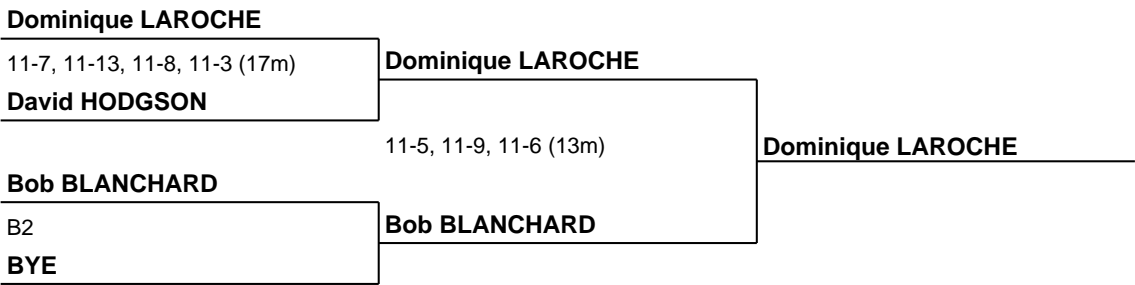 Dominique LAROCHE
11-7, 11-13, 11-8, 11-3 (17m)
Dominique LAROCHE
David HODGSON
11-5, 11-9, 11-6 (13m)
Dominique LAROCHE
Bob BLANCHARD
B2
Bob BLANCHARD
BYE